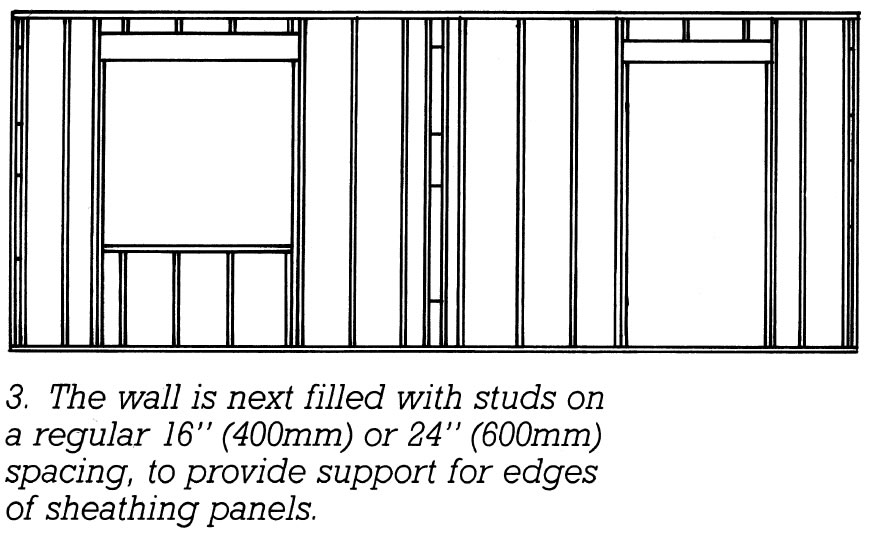 3. The wall is next filled with studs on
a regular 16" (400mm) or 24" (600mm)
spacing, to provide support for edges
of sheathing panels.